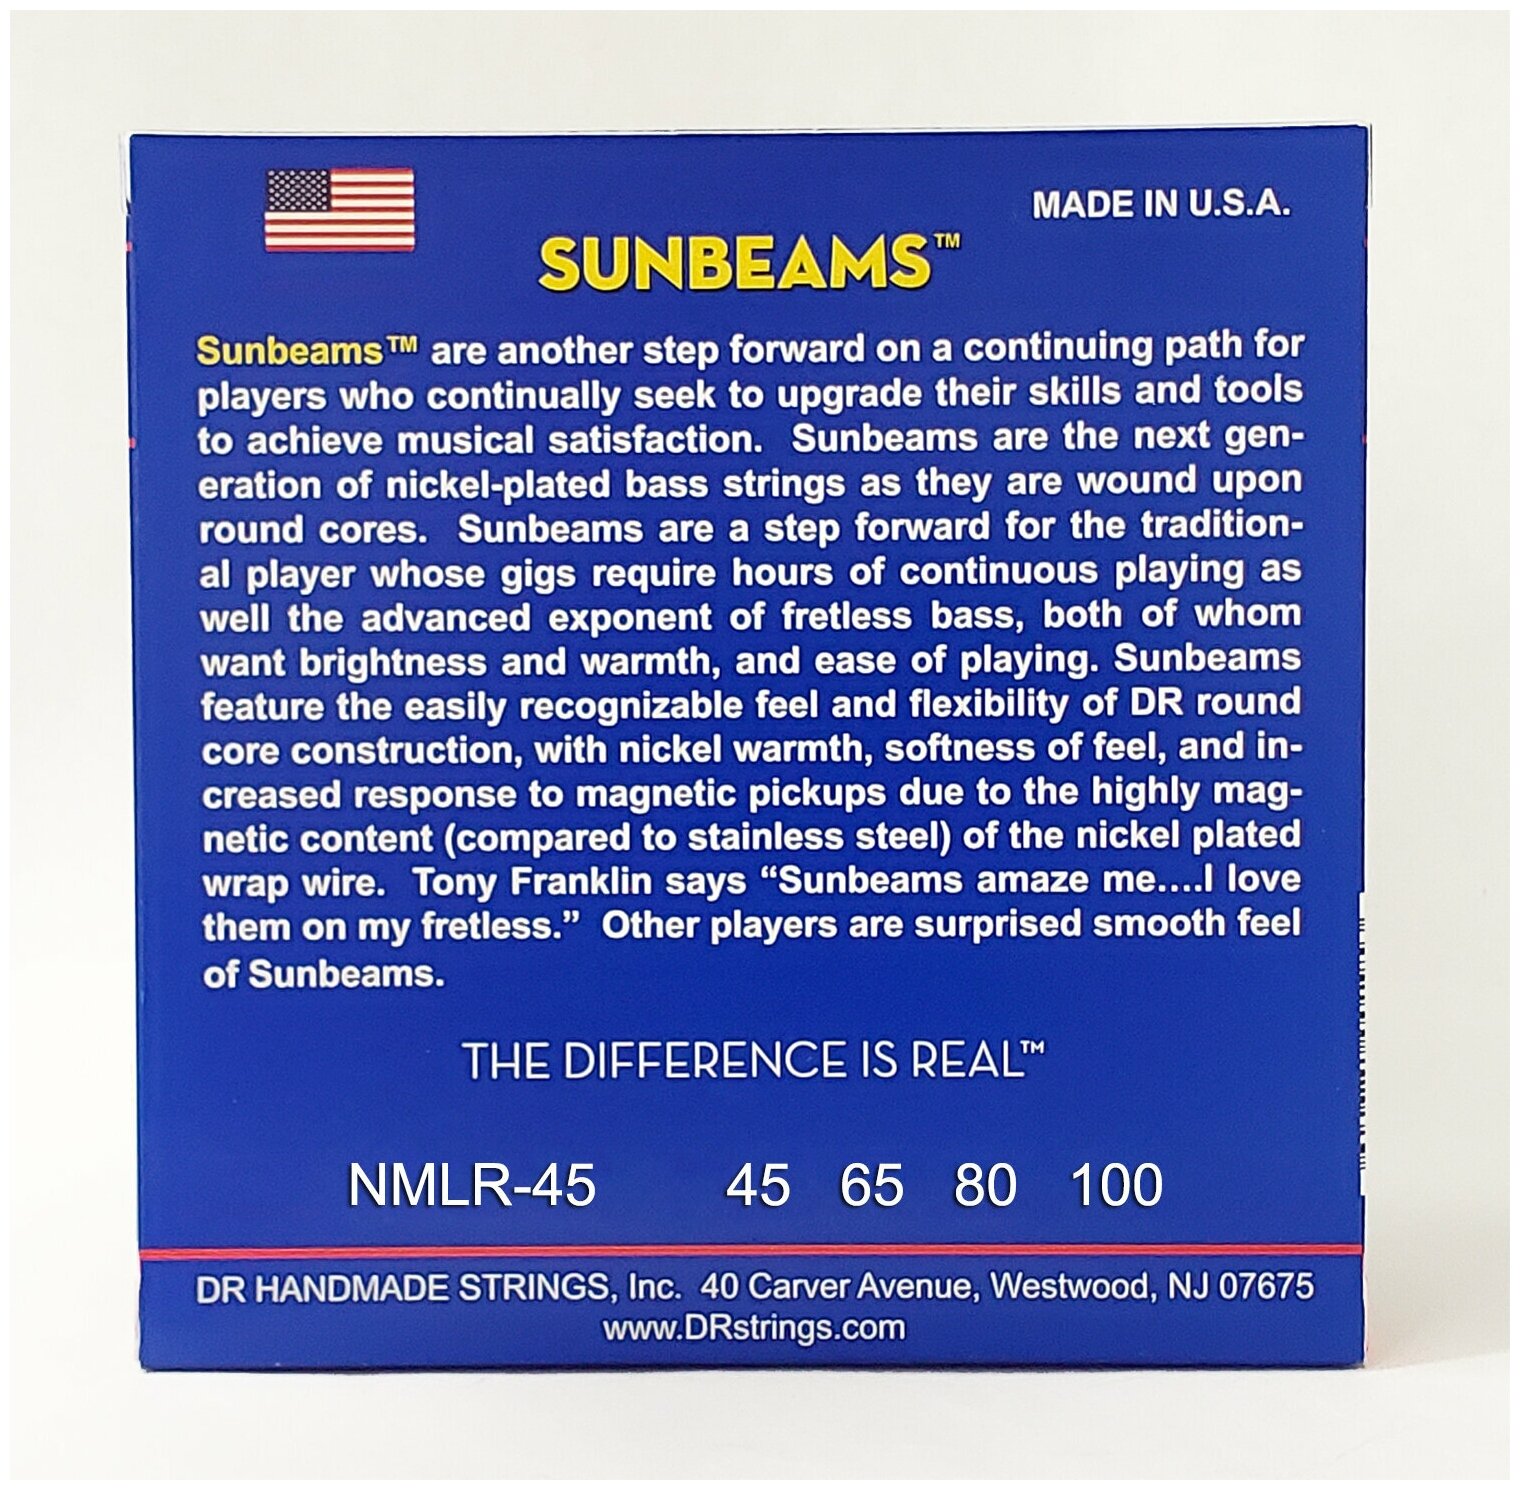 MADE IN U.S.A.
SUNBEAMS™
Sunbeams™ are another step forward on a continuing path for
players who continually seek to upgrade their skills and tools
to achieve musical satisfaction. Sunbeams are the next gen-
eration of nickel-plated bass strings as they are wound upon
round cores. Sunbeams are a step forward for the tradition-
al player whose gigs require hours of continuous playing as
well the advanced exponent of fretless bass, both of whom
want brightness and warmth, and ease of playing. Sunbeams
feature the easily recognizable feel and flexibility of DR round
core construction, with nickel warmth, softness of feel, and in-
creased response to magnetic pickups due to the highly mag-
netic content (compared to stainless steel) of the nickel plated
wrap wire. Tony Franklin says “Sunbeams amaze me....I love
them on my fretless.” Other players are surprised smooth feel
of Sunbeams.
THE DIFFERENCE IS REAL™
NMLR-45 45 65 80 100
DR HANDMADE STRINGS, Inc. 40 Carver Avenue, Westwood, NJ 07675
www.DRstrings.com